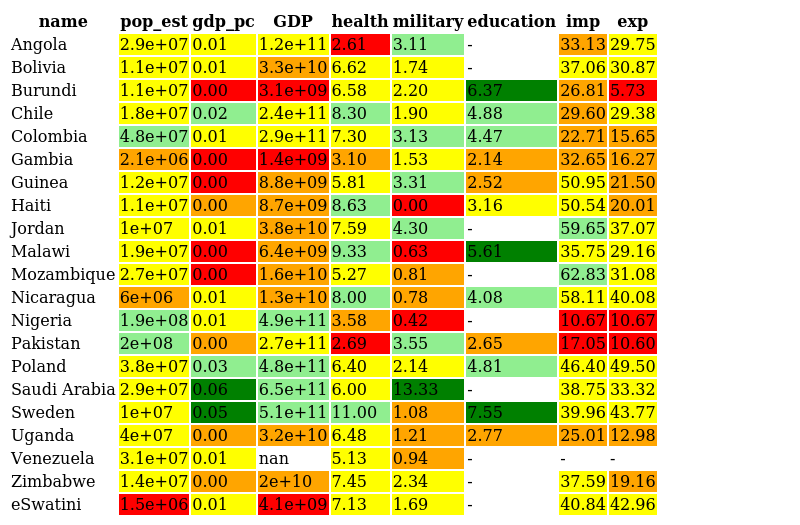 name pop_est gdp_pc GDP health military education imp exp
Angola 2.9e+07 0.01 1.2e+11 2.61 3.11 - 33.13 29.75
Bolivia 1.1e+07 0.01 3.3e+10 6.62 1.74 - 37.06 30.87
Burundi 1.1e+07 0.00 3.1e+09 6.58 2.20 6.37 26.81 5.73
Chile 1.8e+07 0.02 2.4e+11 8.30 1.90 4.88 29.60 29.38
Colombia 4.8e+07 0.01 2.9e+11 7.30 3.13 4.47 22.71 15.65
Gambia 2.1e+06 0.00 1.4e+09 3.10 1.53 2.14 32.65 16.27
Guinea 1.2e+07 0.00 8.8e+09 5.81 3.31 2.52 50.95 21.50
Haiti 1.1e+07 0.00 8.7e+09 8.63 0.00 3.16 50.54 20.01
Jordan 1e+07 0.01 3.8e+10 7.59 4.30 - 59.65 37.07
Malawi 1.9e+07 0.00 6.4e+09 9.33 0.63 5.61 35.75 29.16
Mozambique 2.7e+07 0.00 1.6e+10 5.27 0.81 - 62.83 31.08
Nicaragua 6e+06 0.01 1.3e+10 8.00 0.78 4.08 58.11 40.08
Nigeria 1.9e+08 0.01 4.9e+11 3.58 0.42 - 10.67 10.67
Pakistan 2e+08 0.00 2.7e+11 2.69 3.55 2.65 17.05 10.60
Poland 3.8e+07 0.03 4.8e+11 6.40 2.14 4.81 46.40 49.50
Saudi Arabia 2.9e+07 0.06 6.5e+11 6.00 13.33 - 38.75 33.32
Sweden 1e+07 0.05 5.1e+11 11.00 1.08 7.55 39.96 43.77
Uganda 4e+07 0.00 3.2e+10 6.48 1.21 2.77 25.01 12.98
Venezuela 3.1e+07 0.01 nan 5.13 0.94 - - -
Zimbabwe 1.4e+07 0.00 2e+10 7.45 2.34 - 37.59 19.16
eSwatini 1.5e+06 0.01 4.1e+09 7.13 1.69 - 40.84 42.96